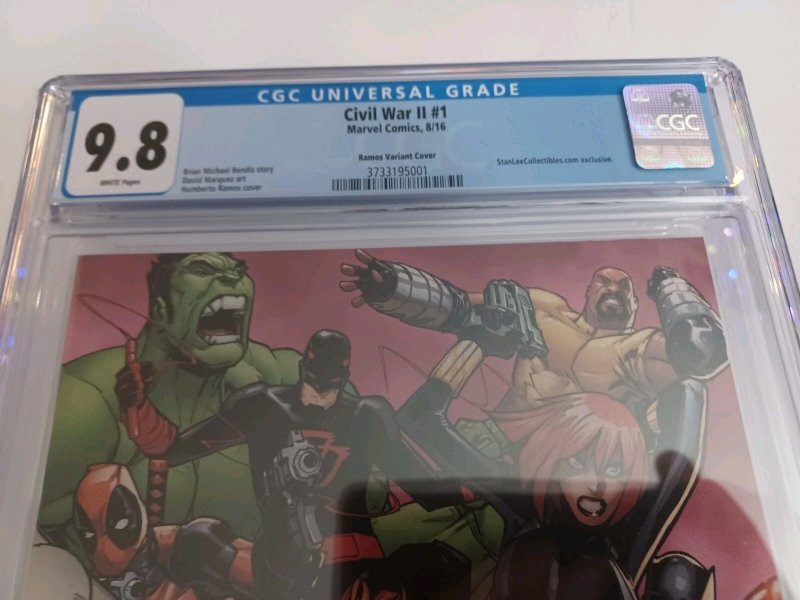 CGC UNIVERSAL GRADE
9.8
WHITE Pages
Civil War II #1
Marvel Comics, 8/16
Ramos Variant Cover
Brian Michael Bendis story
David Marquez art
Humberto Ramos cover
StanLeeCollectibles.com exclusive.
3733195001
CGC
DD